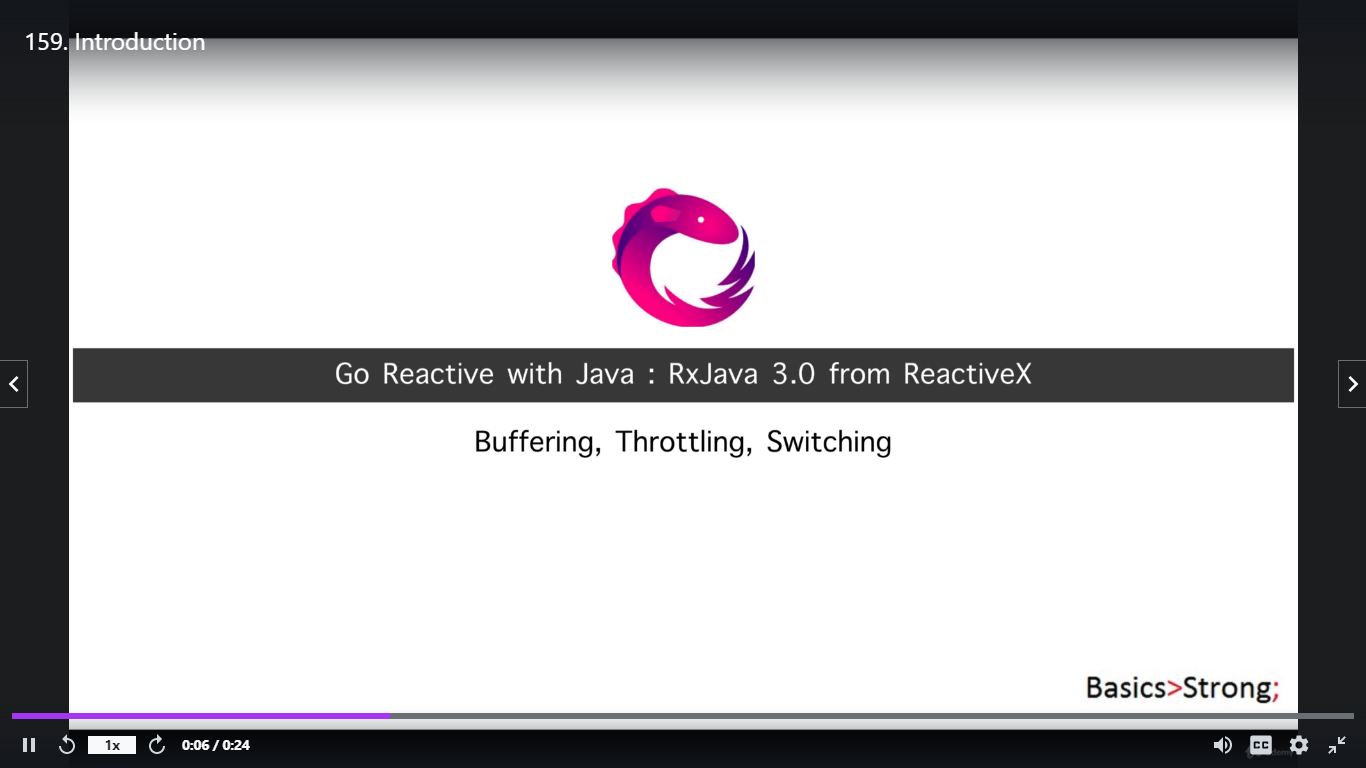 159. Introduction
Go Reactive with Java : RxJava 3.0 from ReactiveX
Buffering, Throttling, Switching
Basics>Strong;
1x
0:06 / 0:24
CC